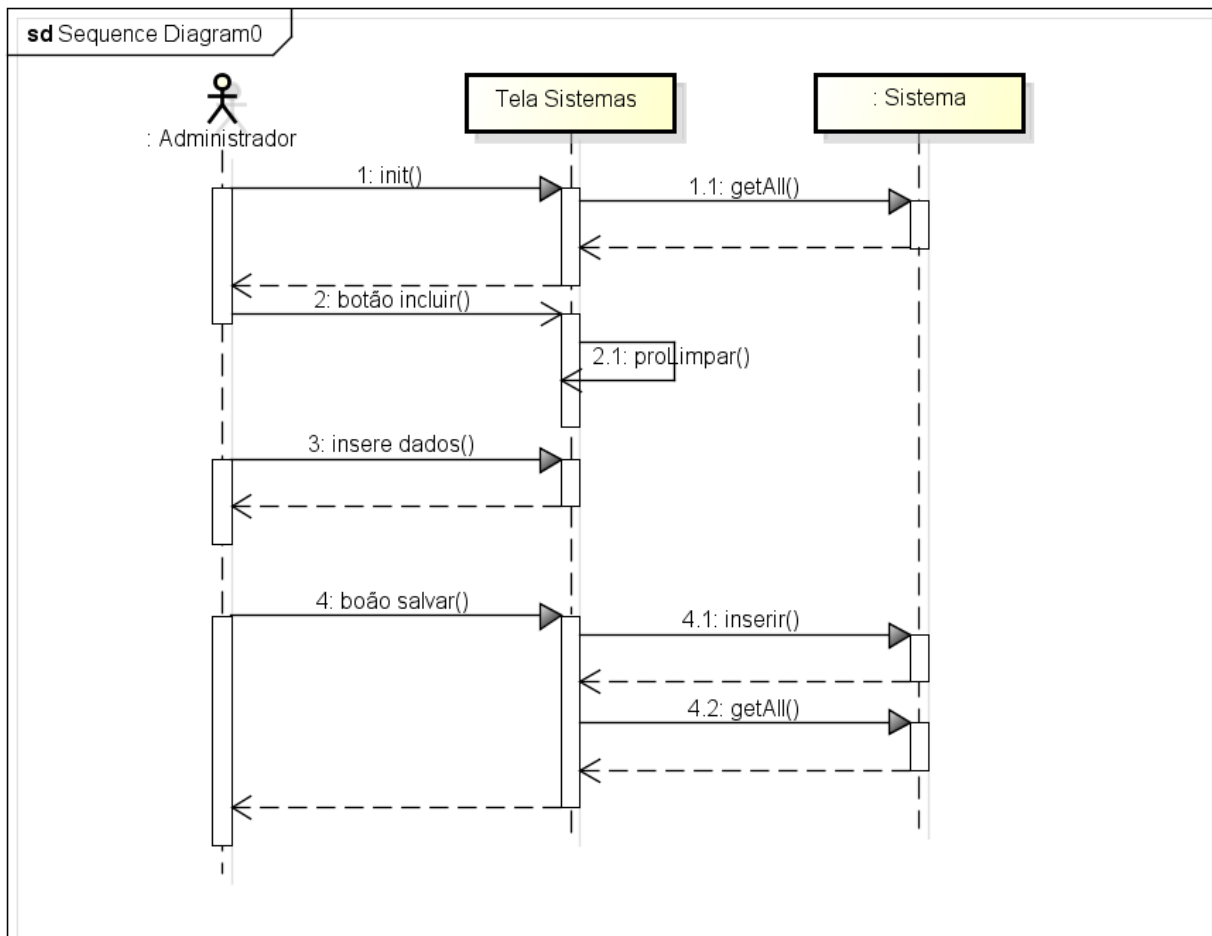 sd Sequence Diagram0
Tela Sistemas
: Sistema
: Administrador
1: init()
1.1: getAll()
2: botão incluir()
2.1: proLimpar()
3: insere dados()
4: boão salvar()
4.1: inserir()
4.2: getAll()